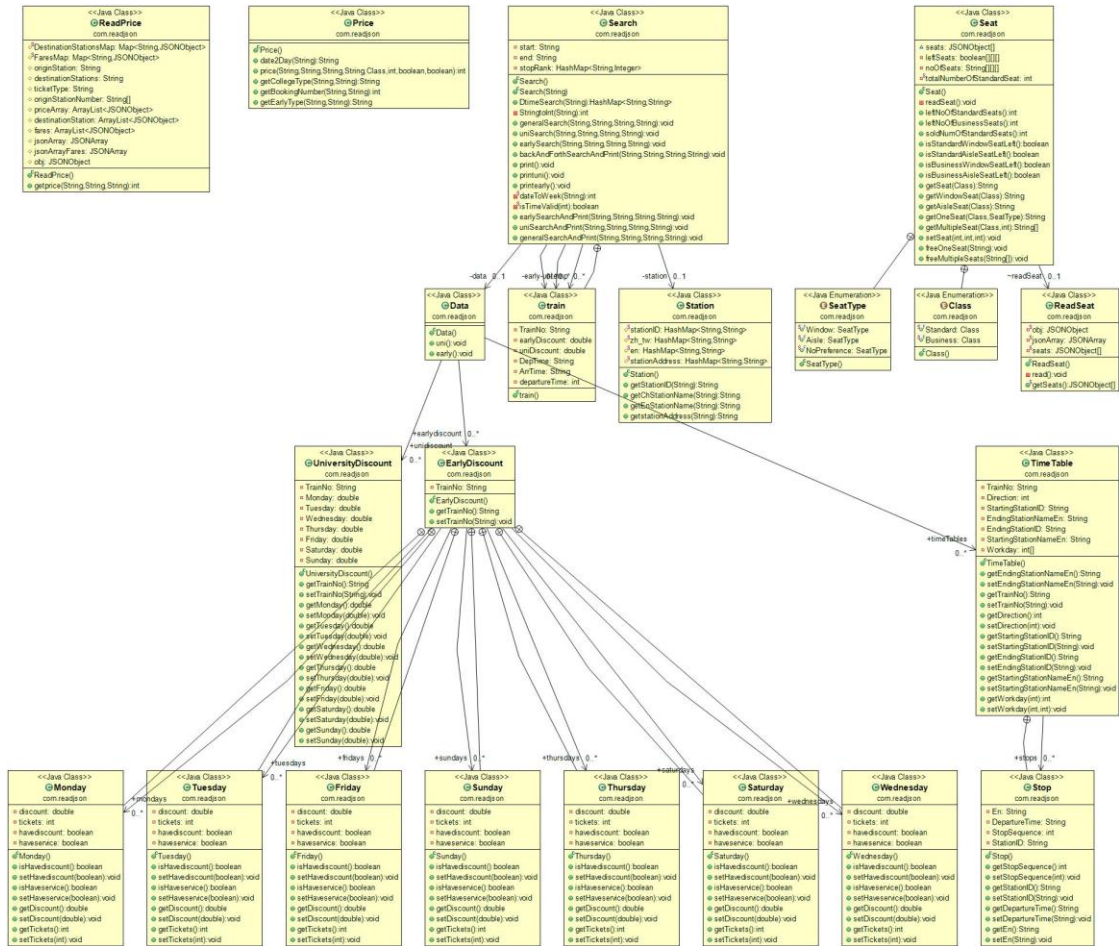 <<Java Class>>
ReadPrice
com.readjson
DestinationStationsMap: Map<String,JSONObject>
FaresMap: Map<String,JSONObject>
originStation: String
destinationStations: String
ticketType: String
originStationNumber: String[]
priceArray: ArrayList<JSONObject>
destinationStation: ArrayList<JSONObject>
fares: ArrayList<JSONObject>
jsonArray: JSONArray
jsonArrayFares: JSONArray
obj: JSONObject
ReadPrice()
getprice(String,String,String):int
<<Java Class>>
Price
com.readjson
Price()
date2Day(String):String
price(String,String,String,String,Class,int,boolean,boolean):int
getCollegeType(String,String):String
getBookingNumber(String,String):int
getEarlyType(String,String):String
<<Java Class>>
Search
com.readjson
start: String
end: String
stopRank: HashMap<String,Integer>
Search()
Search(String)
DtimeSearch(String):HashMap<String,String>
StringtoInt(String):int
generalSearch(String,String,String,String):void
uniSearch(String,String,String,String):void
earlySearch(String,String,String,String):void
backAndForthSearchAndPrint(String,String,String,String):void
print():void
printuni():void
printearly():void
dateToWeek(String):int
isTimeValid(int):boolean
earlySearchAndPrint(String,String,String,String):void
uniSearchAndPrint(String,String,String,String):void
generalSearchAndPrint(String,String,String,String):void
<<Java Class>>
Seat
com.readjson
seats: JSONObject[]
leftSeats: boolean[][][]
noOfSeats: String[][][]
totalNumberOfStandardSeat: int
Seat()
readSeat():void
leftNoOfStandardSeats():int
leftNoOfBusinessSeats():int
soldNumOfStandardSeats():int
isStandardWindowSeatLeft():boolean
isStandardAisleSeatLeft():boolean
isBusinessWindowSeatLeft():boolean
isBusinessAisleSeatLeft():boolean
getSeat(Class):String
getWindowSeat(Class):String
getAisleSeat(Class):String
getOneSeat(Class,SeatType):String
getMultipleSeat(Class,int):String[]
setSeat(int,int,int):void
freeOneSeat(String):void
freeMultipleSeats(String[]):void
-data 0..1
0..*
-station 0..1
~readSeat 0..1
<<Java Class>>
Data
com.readjson
Data()
uni():void
early():void
<<Java Class>>
train
com.readjson
TrainNo: String
earlyDiscount: double
uniDiscount: double
DepTime: String
ArrTime: String
departureTime: int
train()
<<Java Class>>
Station
com.readjson
stationID: HashMap<String,String>
zh_tw: HashMap<String,String>
en: HashMap<String,String>
stationAddress: HashMap<String,String>
Station()
getStationID(String):String
getChStationName(String):String
getEnStationName(String):String
getstationAddress(String):String
<<Java Enumeration>>
SeatType
com.readjson
Window: SeatType
Aisle: SeatType
NoPreference: SeatType
SeatType()
<<Java Enumeration>>
Class
com.readjson
Standard: Class
Business: Class
Class()
<<Java Class>>
ReadSeat
com.readjson
obj: JSONObject
jsonArray: JSONArray
seats: JSONObject[]
ReadSeat()
read():void
getSeats():JSONObject[]
+earlydiscount 0..*
+unidiscount
0..*
<<Java Class>>
UniversityDiscount
com.readjson
TrainNo: String
Monday: double
Tuesday: double
Wednesday: double
Thursday: double
Friday: double
Saturday: double
Sunday: double
UniversityDiscount()
getTrainNo():String
setTrainNo(String):void
getMonday():double
setMonday(double):void
getTuesday():double
setTuesday(double):void
getWednesday():double
setWednesday(double):void
getThursday():double
setThursday(double):void
getFriday():double
setFriday(double):void
getSaturday():double
setSaturday(double):void
getSunday():double
setSunday(double):void
<<Java Class>>
EarlyDiscount
com.readjson
TrainNo: String
EarlyDiscount()
getTrainNo():String
setTrainNo(String):void
+timeTables
0..*
<<Java Class>>
TimeTable
com.readjson
TrainNo: String
Direction: int
StartingStationID: String
EndingStationNameEn: String
EndingStationID: String
StartingStationNameEn: String
Workday: int[]
TimeTable()
getEndingStationNameEn():String
setEndingStationNameEn(String):void
getTrainNo():String
setTrainNo(String):void
getDirection():int
setDirection(int):void
getStartingStationID():String
setStartingStationID(String):void
getEndingStationID():String
setEndingStationID(String):void
getStartingStationNameEn():String
setStartingStationNameEn(String):void
getWorkday(int):int
setWorkday(int,int):void
+mondays
0..*
+tuesdays
0..*
+fridays 0..*
+sundays 0..*
+thursdays 0..*
+saturdays 0..*
+wednesdays
0..*
+stops
0..*
<<Java Class>>
Monday
com.readjson
discount: double
tickets: int
havediscount: boolean
haveservice: boolean
Monday()
isHavediscount():boolean
setHavediscount(boolean):void
isHaveservice():boolean
setHaveservice(boolean):void
getDiscount():double
setDiscount(double):void
getTickets():int
setTickets(int):void
<<Java Class>>
Tuesday
com.readjson
discount: double
tickets: int
havediscount: boolean
haveservice: boolean
Tuesday()
isHavediscount():boolean
setHavediscount(boolean):void
isHaveservice():boolean
setHaveservice(boolean):void
getDiscount():double
setDiscount(double):void
getTickets():int
setTickets(int):void
<<Java Class>>
Friday
com.readjson
discount: double
tickets: int
havediscount: boolean
haveservice: boolean
Friday()
isHavediscount():boolean
setHavediscount(boolean):void
isHaveservice():boolean
setHaveservice(boolean):void
getDiscount():double
setDiscount(double):void
getTickets():int
setTickets(int):void
<<Java Class>>
Sunday
com.readjson
discount: double
tickets: int
havediscount: boolean
haveservice: boolean
Sunday()
isHavediscount():boolean
setHavediscount(boolean):void
isHaveservice():boolean
setHaveservice(boolean):void
getDiscount():double
setDiscount(double):void
getTickets():int
setTickets(int):void
<<Java Class>>
Thursday
com.readjson
discount: double
tickets: int
havediscount: boolean
haveservice: boolean
Thursday()
isHavediscount():boolean
setHavediscount(boolean):void
isHaveservice():boolean
setHaveservice(boolean):void
getDiscount():double
setDiscount(double):void
getTickets():int
setTickets(int):void
<<Java Class>>
Saturday
com.readjson
discount: double
tickets: int
havediscount: boolean
haveservice: boolean
Saturday()
isHavediscount():boolean
setHavediscount(boolean):void
isHaveservice():boolean
setHaveservice(boolean):void
getDiscount():double
setDiscount(double):void
getTickets():int
setTickets(int):void
<<Java Class>>
Wednesday
com.readjson
discount: double
tickets: int
havediscount: boolean
haveservice: boolean
Wednesday()
isHavediscount():boolean
setHavediscount(boolean):void
isHaveservice():boolean
setHaveservice(boolean):void
getDiscount():double
setDiscount(double):void
getTickets():int
setTickets(int):void
<<Java Class>>
Stop
com.readjson
En: String
DepartureTime: String
StopSequence: int
StationID: String
Stop()
getStopSequence():int
setStopSequence(int):void
getStationID():String
setStationID(String):void
getDepartureTime():String
setDepartureTime(String):void
getEn():String
setEn(String):void